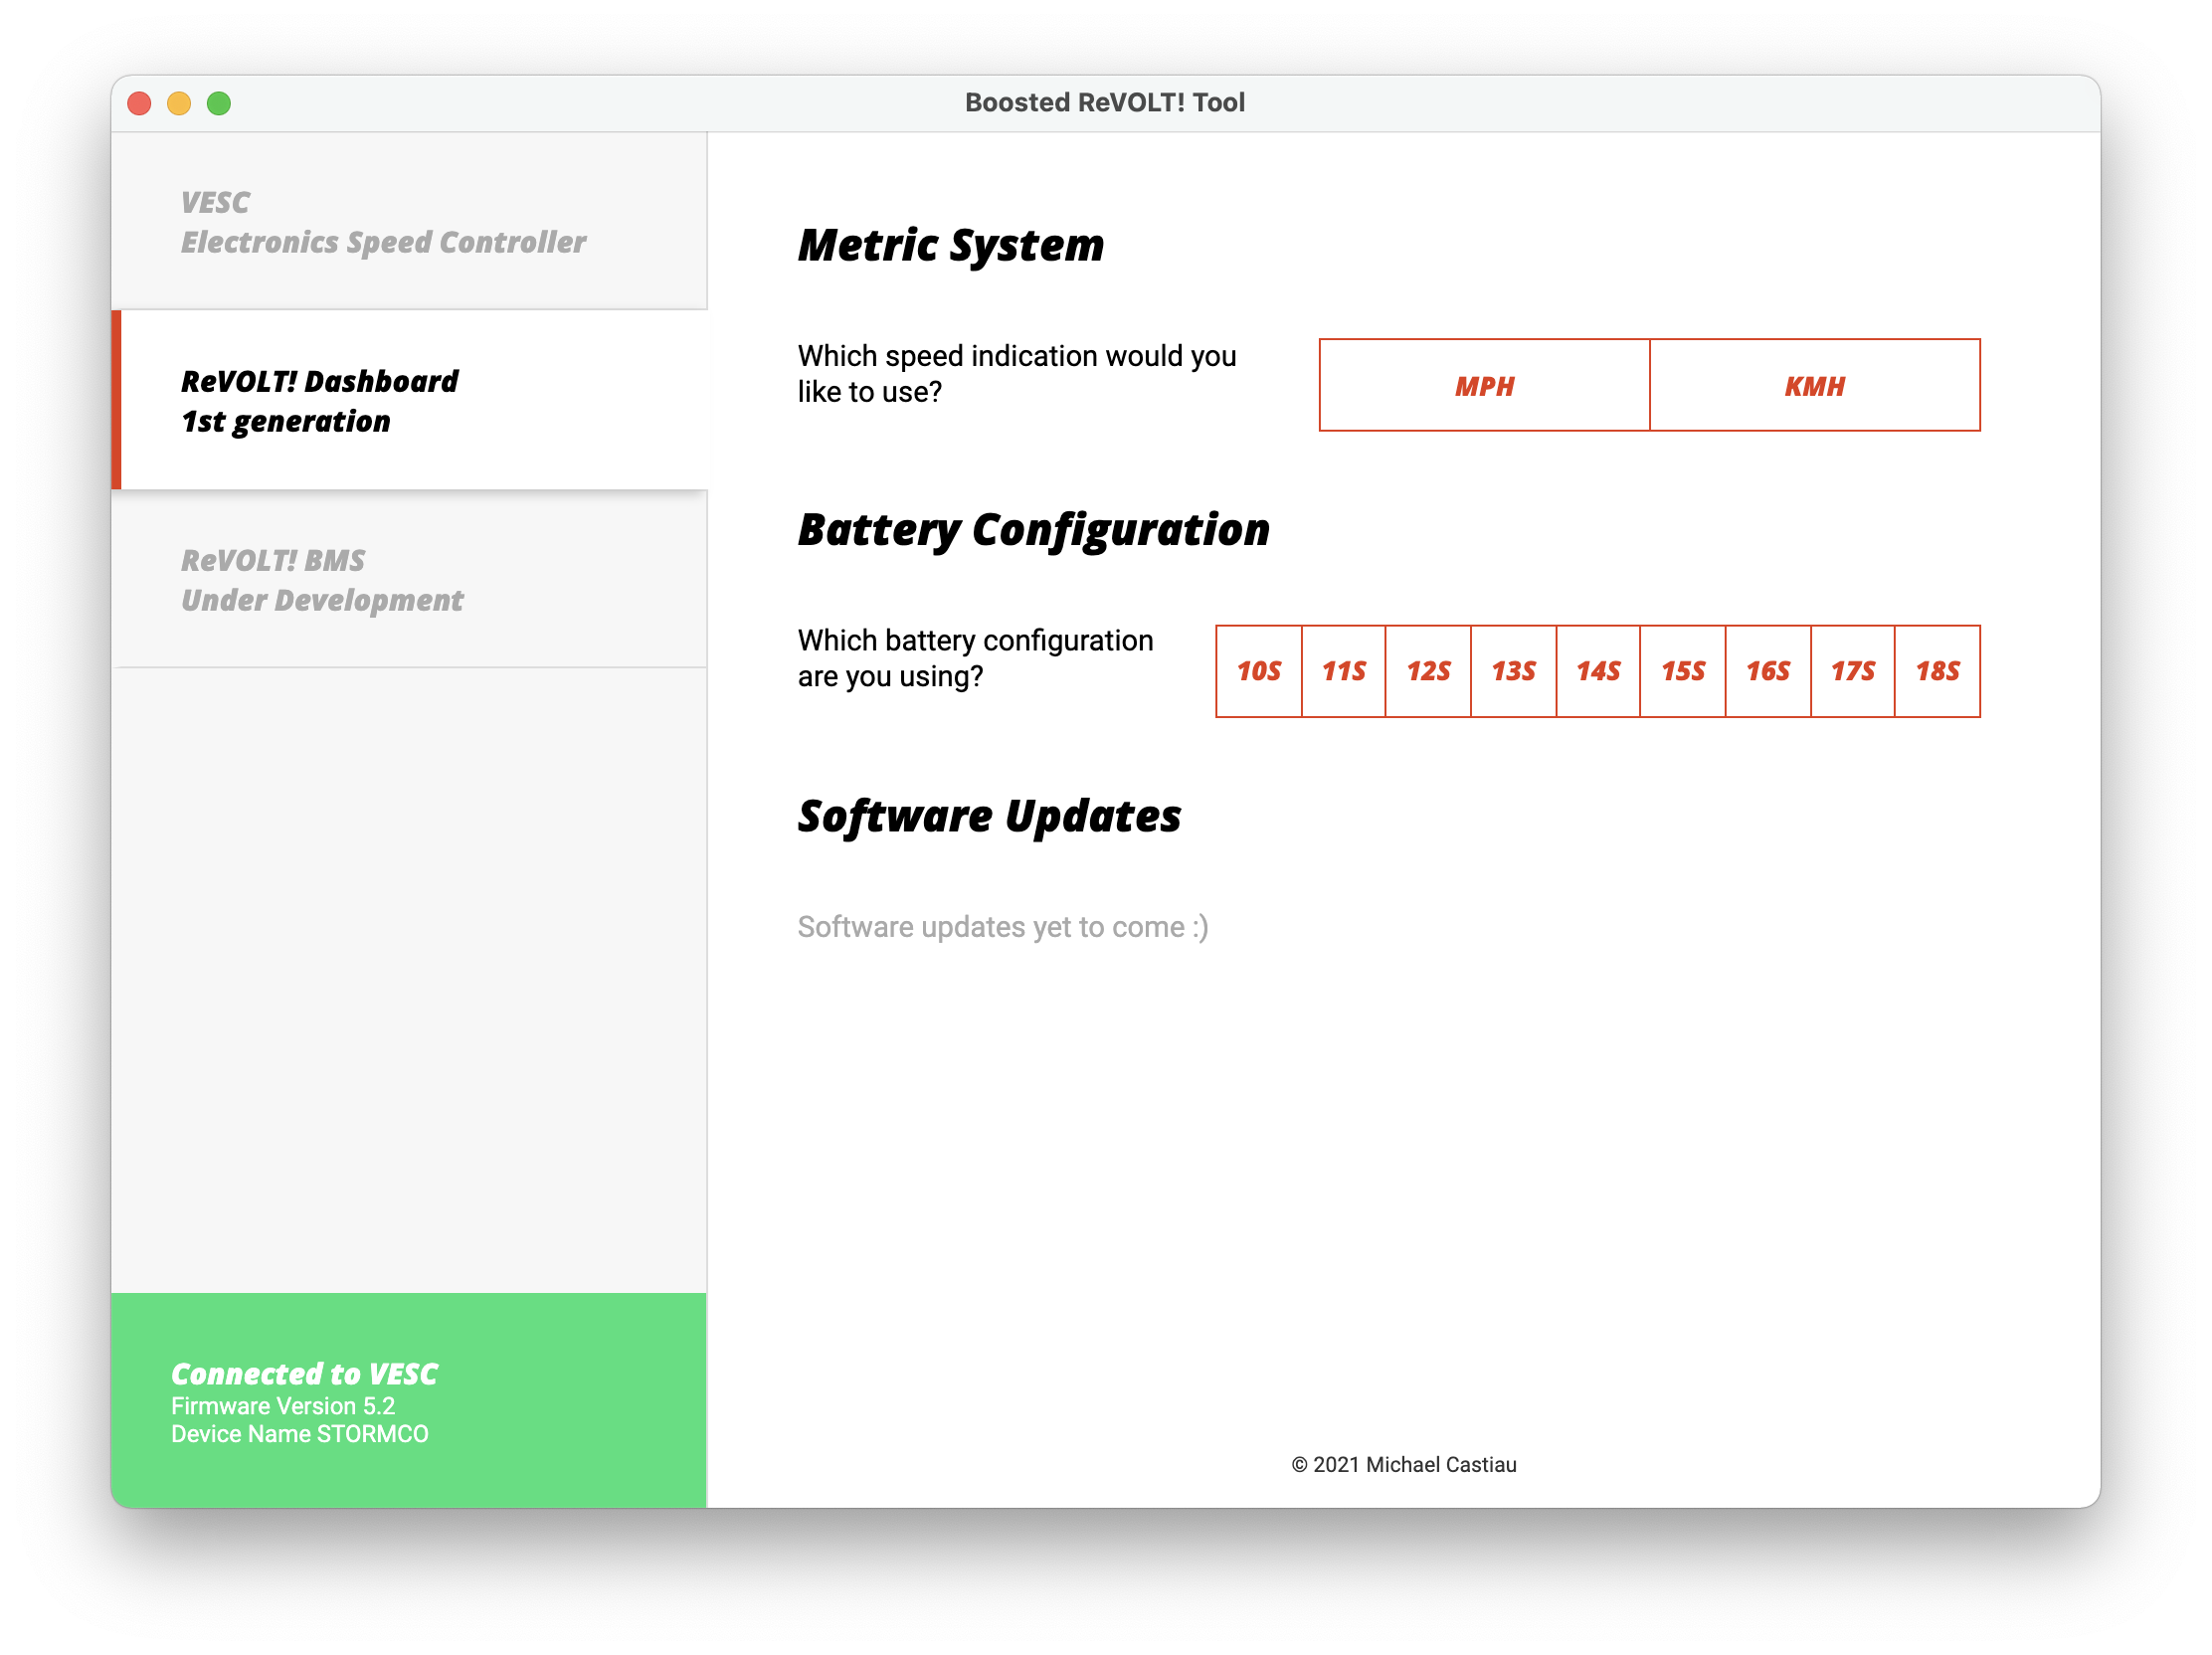 Boosted ReVOLT! Tool
VESC
Electronics Speed Controller
ReVOLT! Dashboard
1st generation
ReVOLT! BMS
Under Development
Connected to VESC
Firmware Version 5.2
Device Name STORMCO
Metric System
Which speed indication would you
like to use?
MPH KMH
Battery Configuration
Which battery configuration
are you using?
10S 11S 12S 13S 14S 15S 16S 17S 18S
Software Updates
Software updates yet to come :)
© 2021 Michael Castiau